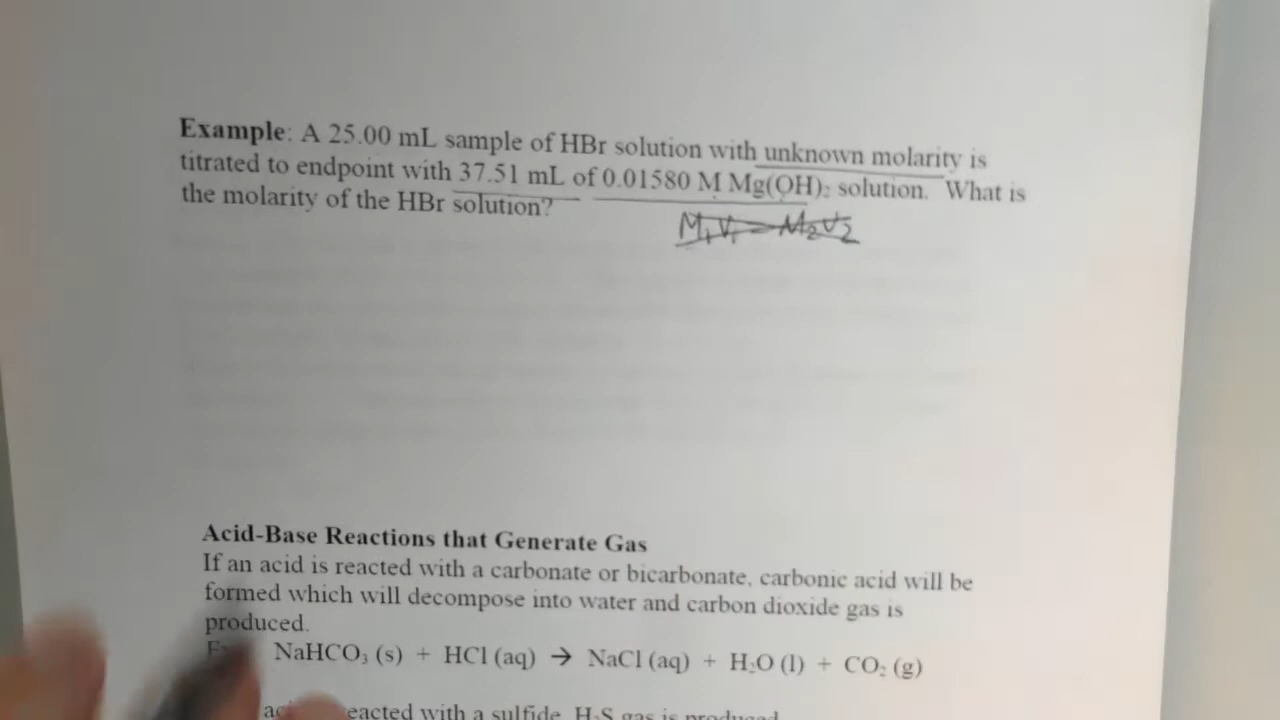 Example: A 25.00 mL sample of HBr solution with unknown molarity is
titrated to endpoint with 37.51 mL of 0.01580 M Mg(OH)₂ solution. What is
the molarity of the HBr solution?
M₁V₁ = M₂V₂
Acid-Base Reactions that Generate Gas
If an acid is reacted with a carbonate or bicarbonate, carbonic acid will be
formed which will decompose into water and carbon dioxide gas is
produced.
NaHCO₃ (s) + HCl (aq) → NaCl (aq) + H₂O (l) + CO₂ (g)
with a sulfide, H₂S gas is produced